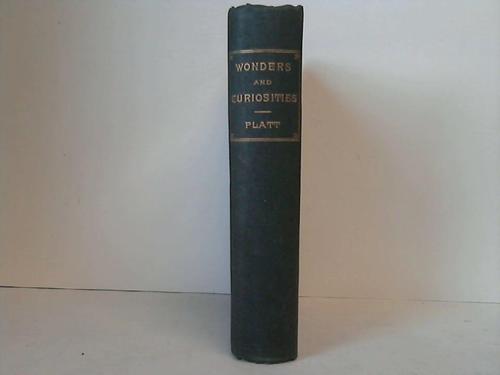 WONDERS
AND
CURIOSITIES
PLATT